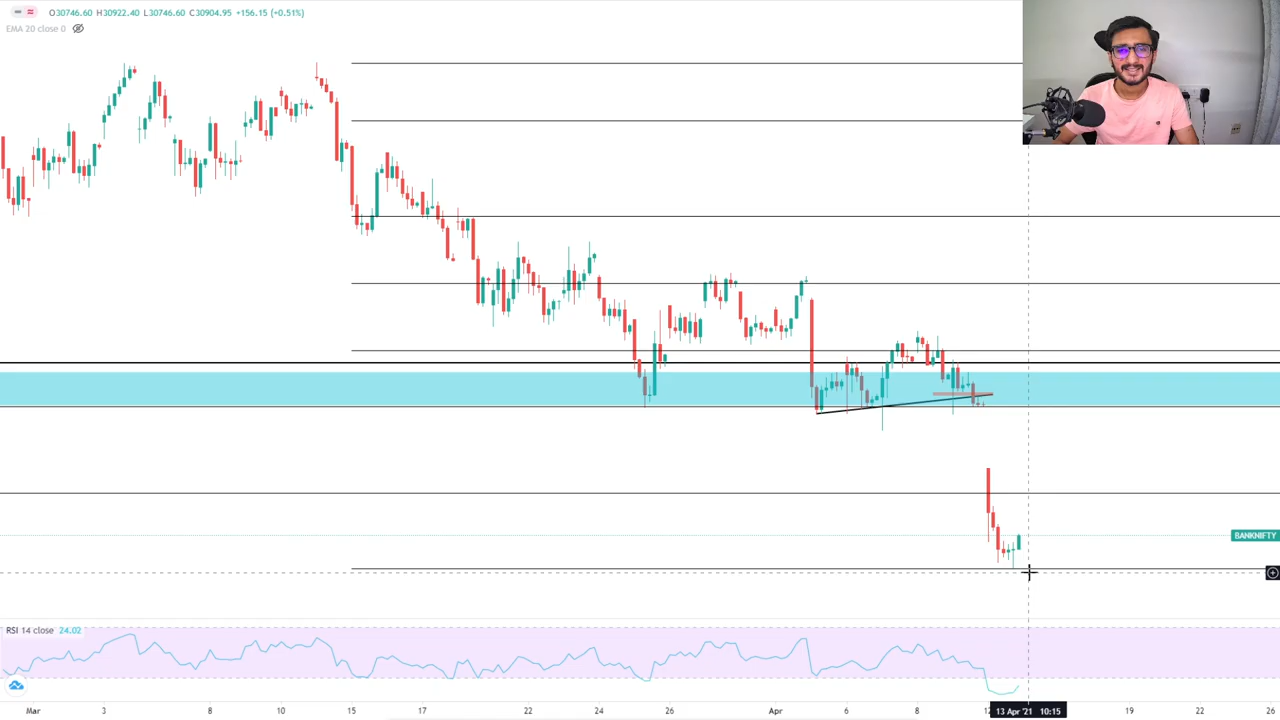 O30746.60 H30922.40 L30746.60 C30904.95 +156.15 (+0.51%)
EMA 20 close 0
BANKNIFTY
RSI 14 close 24.02
Mar 3 8 10 15 17 22 24 26 Apr 6 8 13 Apr '21 10:15 19 22 26